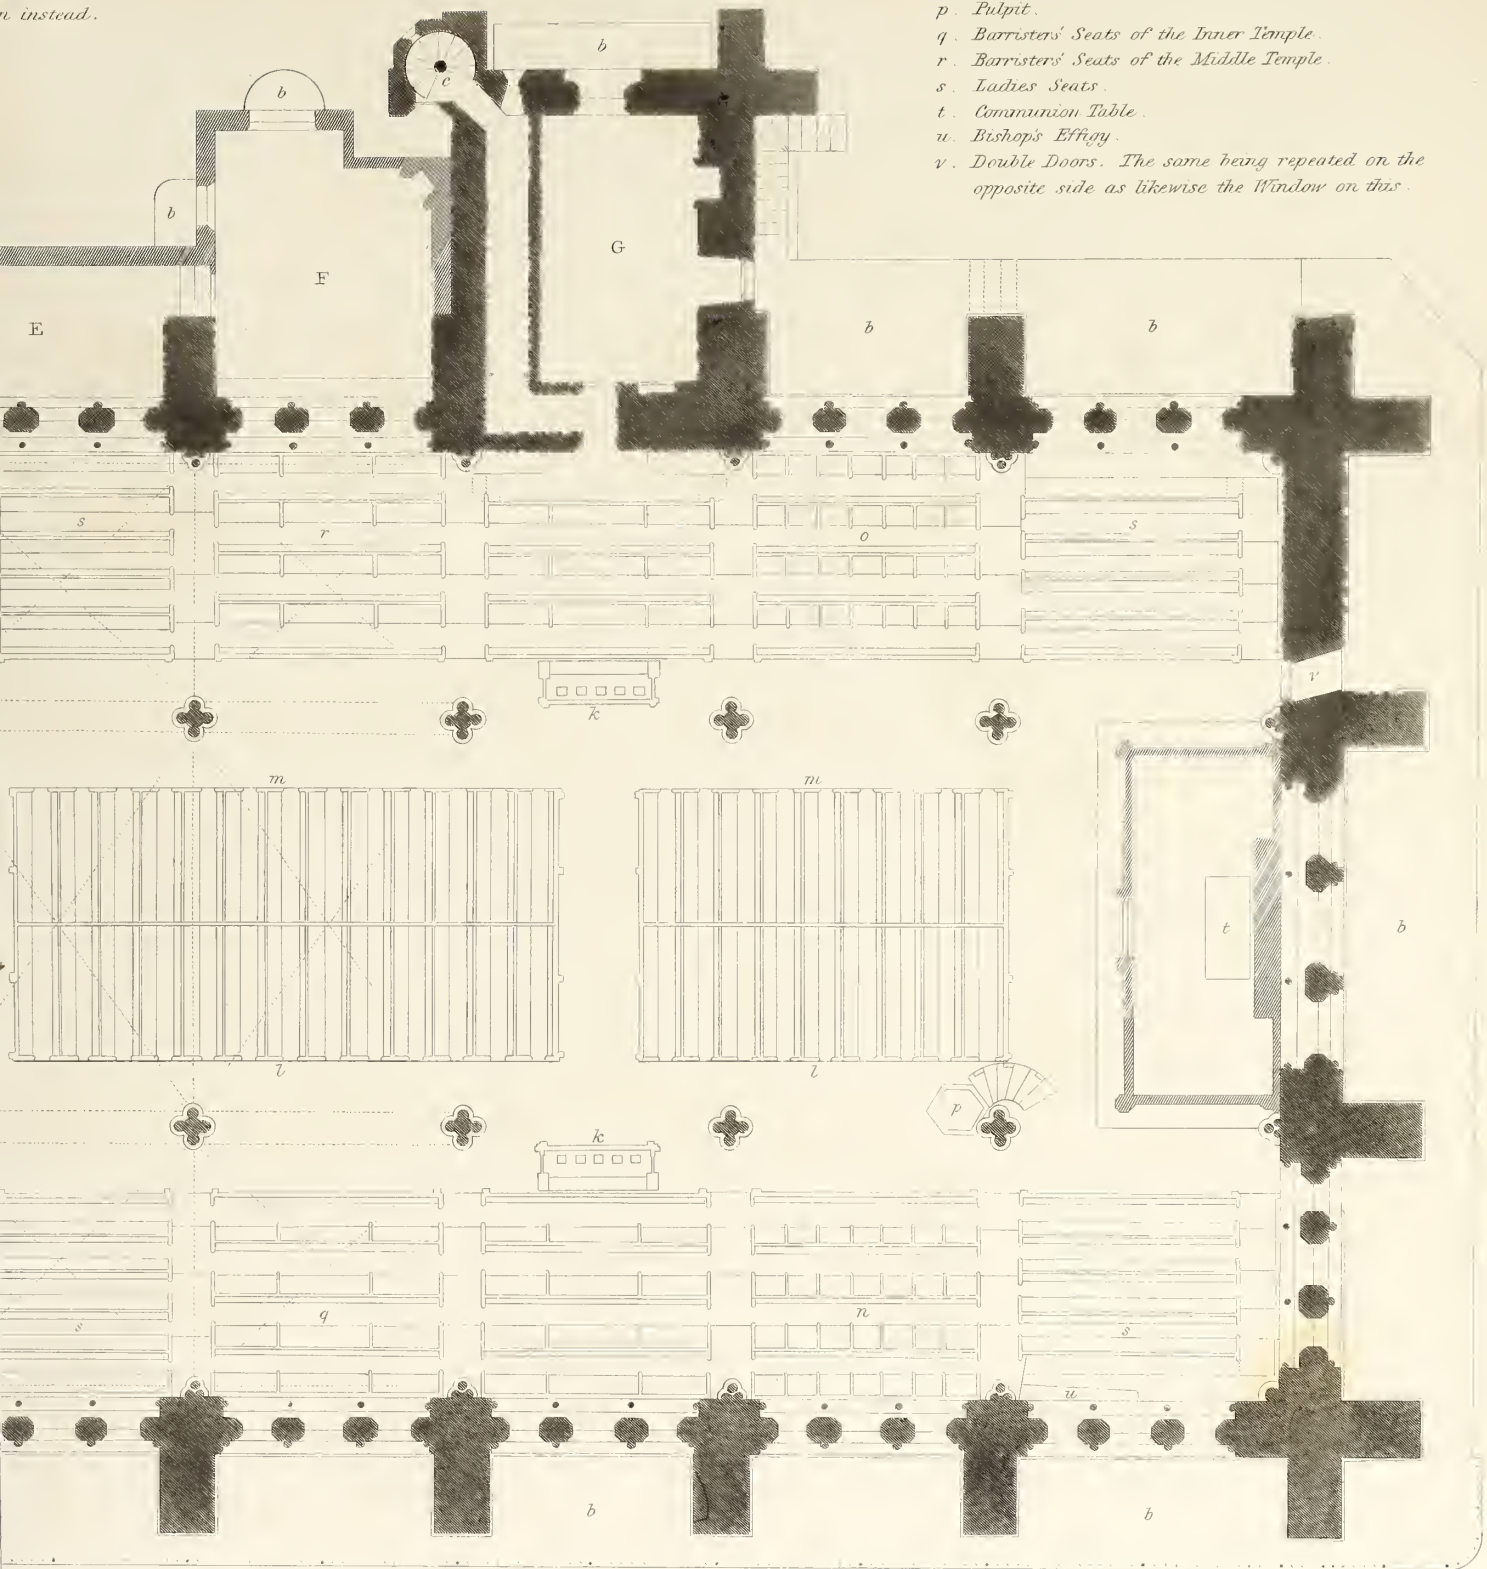 n instead.
p . Pulpit .
q . Barristers' Seats of the Inner Temple .
r . Barristers' Seats of the Middle Temple .
s . Ladies Seats .
t . Communion Table .
u . Bishop's Effigy .
v . Double Doors . The same being repeated on the
opposite side as likewise the Window on this .
b
c
b
b
G
F
E
b
b
s
r
o
s
v
k
m
m
t
b
l
l
p
k
q
n
s
s
u
b
b